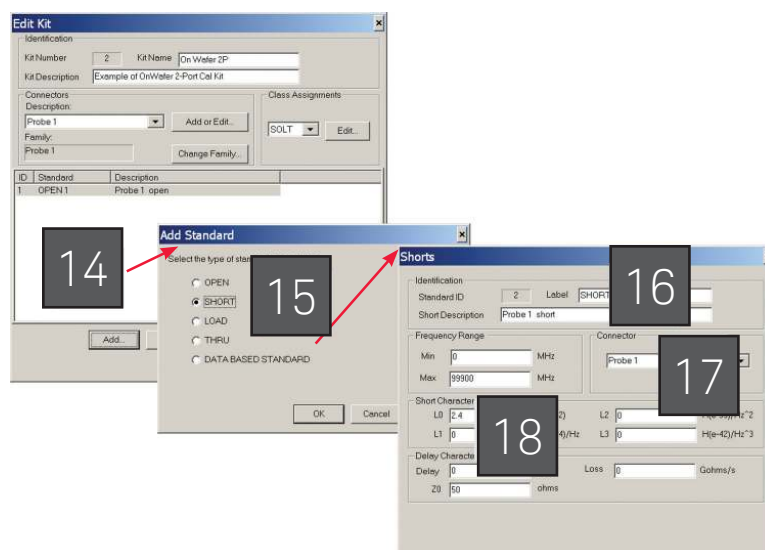 Edit Kit
Identification
Kit Number 2 Kit Name On Wafer 2P
Kit Description Example of OnWafer 2-Port Cal Kit
Connectors
Description:
Probe 1 Add or Edit...
Family:
Probe 1 Change Family...
Class Assignments
SOLT Edit...
ID Standard Description
1 OPEN 1 Probe 1 open
Add...
14
Add Standard
Select the type of
OPEN
SHORT
LOAD
THRU
DATA BASED STANDARD
OK Cancel
15
Shorts
Identification
Standard ID 2 Label SHORT
Short Description Probe 1 short
16
Frequency Range
Min 0 MHz
Max 99900 MHz
Connector
Probe 1
17
Short
L0 2.4 L2 0
L1 0 /Hz L3 0 H(e-42)/Hz^3
18
Delay
Delay 0 Loss 0 Gohms/s
Z0 50 ohms